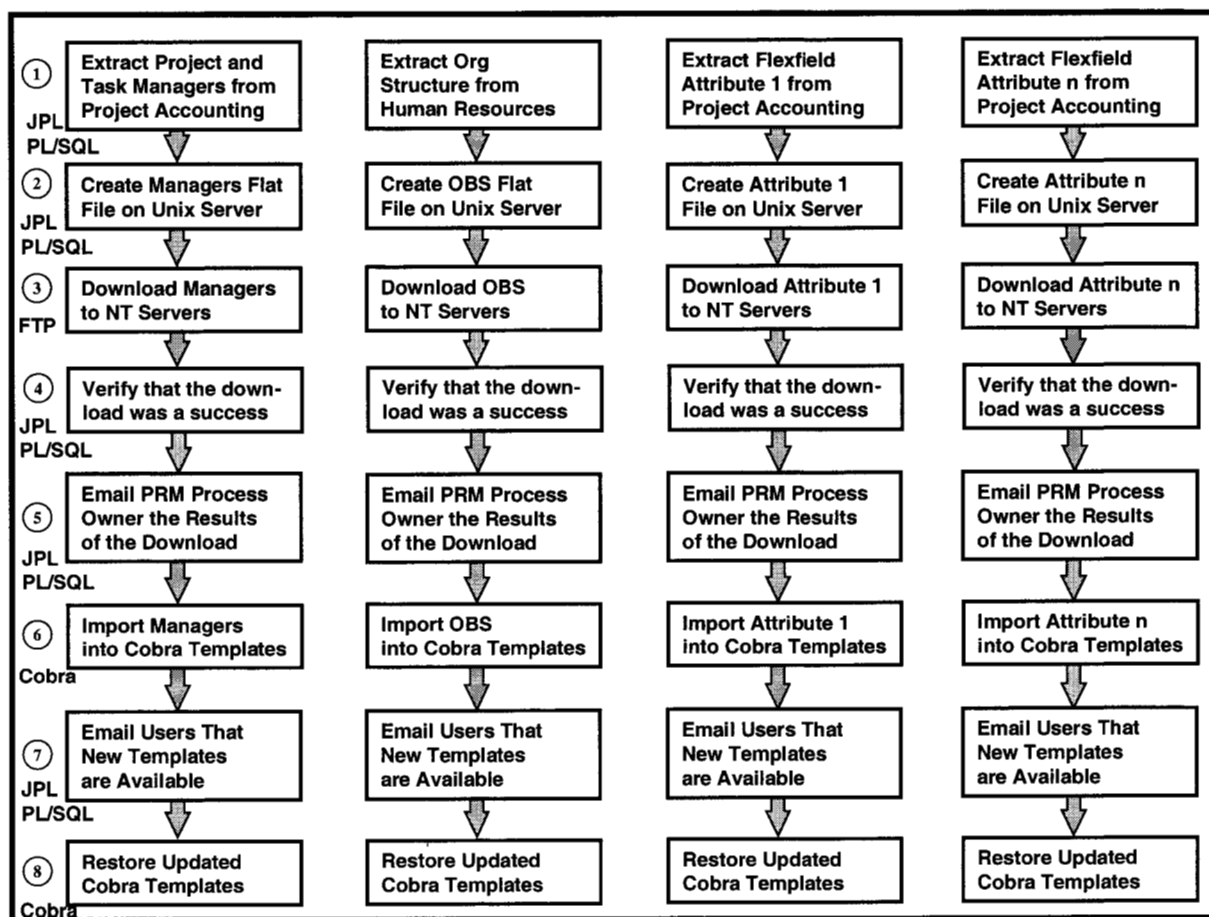 1
JPL
PL/SQL
Extract Project and
Task Managers from
Project Accounting
Extract Org
Structure from
Human Resources
Extract Flexfield
Attribute 1 from
Project Accounting
Extract Flexfield
Attribute n from
Project Accounting
2
JPL
PL/SQL
Create Managers Flat
File on Unix Server
Create OBS Flat
File on Unix Server
Create Attribute 1
File on Unix Server
Create Attribute n
File on Unix Server
3
FTP
Download Managers
to NT Servers
Download OBS
to NT Servers
Download Attribute 1
to NT Servers
Download Attribute n
to NT Servers
4
JPL
PL/SQL
Verify that the down-
load was a success
Verify that the down-
load was a success
Verify that the down-
load was a success
Verify that the down-
load was a success
5
JPL
PL/SQL
Email PRM Process
Owner the Results
of the Download
Email PRM Process
Owner the Results
of the Download
Email PRM Process
Owner the Results
of the Download
Email PRM Process
Owner the Results
of the Download
6
Cobra
Import Managers
into Cobra Templates
Import OBS
into Cobra Templates
Import Attribute 1
into Cobra Templates
Import Attribute n
into Cobra Templates
7
JPL
PL/SQL
Email Users That
New Templates
are Available
Email Users That
New Templates
are Available
Email Users That
New Templates
are Available
Email Users That
New Templates
are Available
8
Cobra
Restore Updated
Cobra Templates
Restore Updated
Cobra Templates
Restore Updated
Cobra Templates
Restore Updated
Cobra Templates